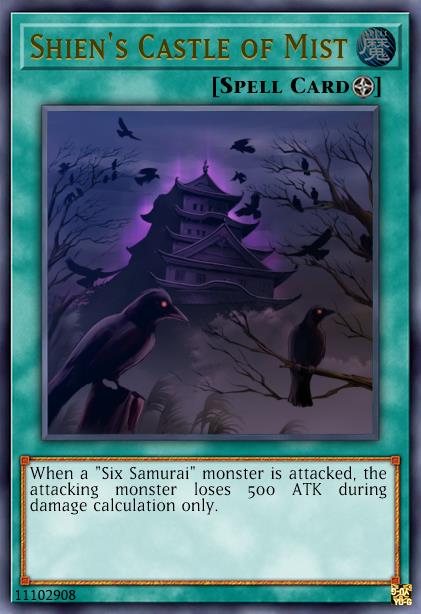 Shien's Castle of Mist
魔
[Spell Card]
When a "Six Samurai" monster is attacked, the
attacking monster loses 500 ATK during
damage calculation only.
11102908